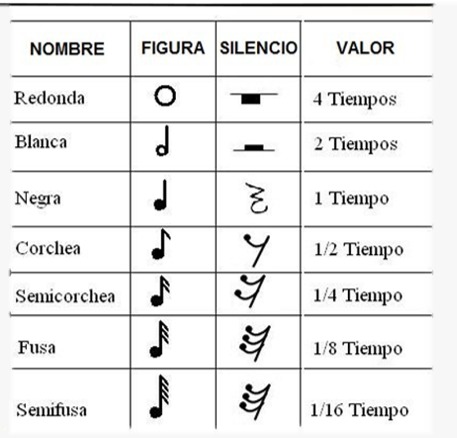 NOMBRE FIGURA SILENCIO VALOR
Redonda 4 Tiempos
Blanca 2 Tiempos
Negra 1 Tiempo
Corchea 1/2 Tiempo
Semicorchea 1/4 Tiempo
Fusa 1/8 Tiempo
Semifusa 1/16 Tiempo